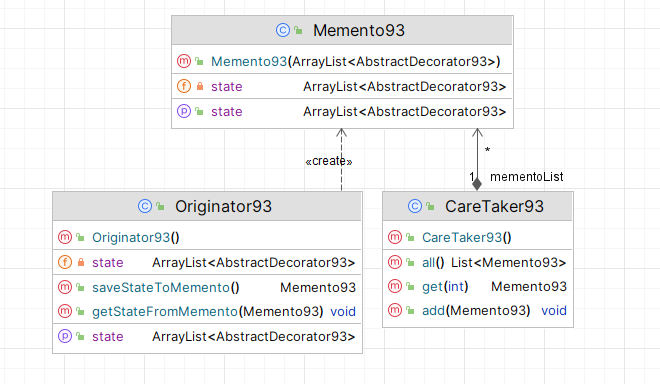 Memento93
Memento93(ArrayList<AbstractDecorator93>)
state ArrayList<AbstractDecorator93>
state ArrayList<AbstractDecorator93>
«create»
1
*
mementoList
Originator93
Originator93()
state ArrayList<AbstractDecorator93>
saveStateToMemento() Memento93
getStateFromMemento(Memento93) void
state ArrayList<AbstractDecorator93>
CareTaker93
CareTaker93()
all() List<Memento93>
get(int) Memento93
add(Memento93) void